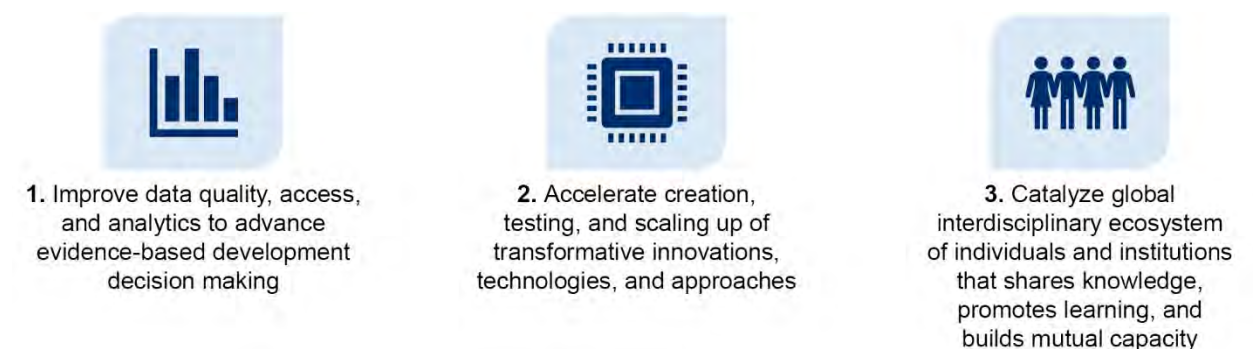 1. Improve data quality, access,
and analytics to advance
evidence-based development
decision making
2. Accelerate creation,
testing, and scaling up of
transformative innovations,
technologies, and approaches
3. Catalyze global
interdisciplinary ecosystem
of individuals and institutions
that shares knowledge,
promotes learning, and
builds mutual capacity